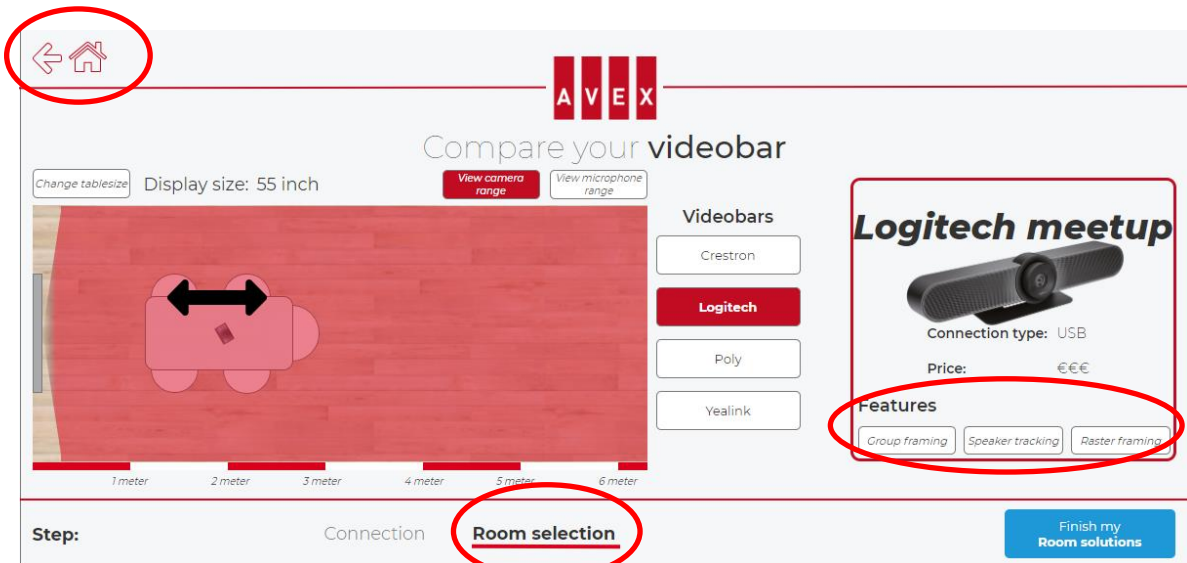 AVEX
Compare your videobar
Change tablesize
Display size: 55 inch
View camera
range
View microphone
range
Videobars
Crestron
Logitech
Poly
Yealink
1 meter
2 meter
3 meter
4 meter
5 meter
6 meter
Logitech meetup
Connection type: USB
Price: €€€
Features
Group framing
Speaker tracking
Raster framing
Step:
Connection
Room selection
Finish my
Room solutions